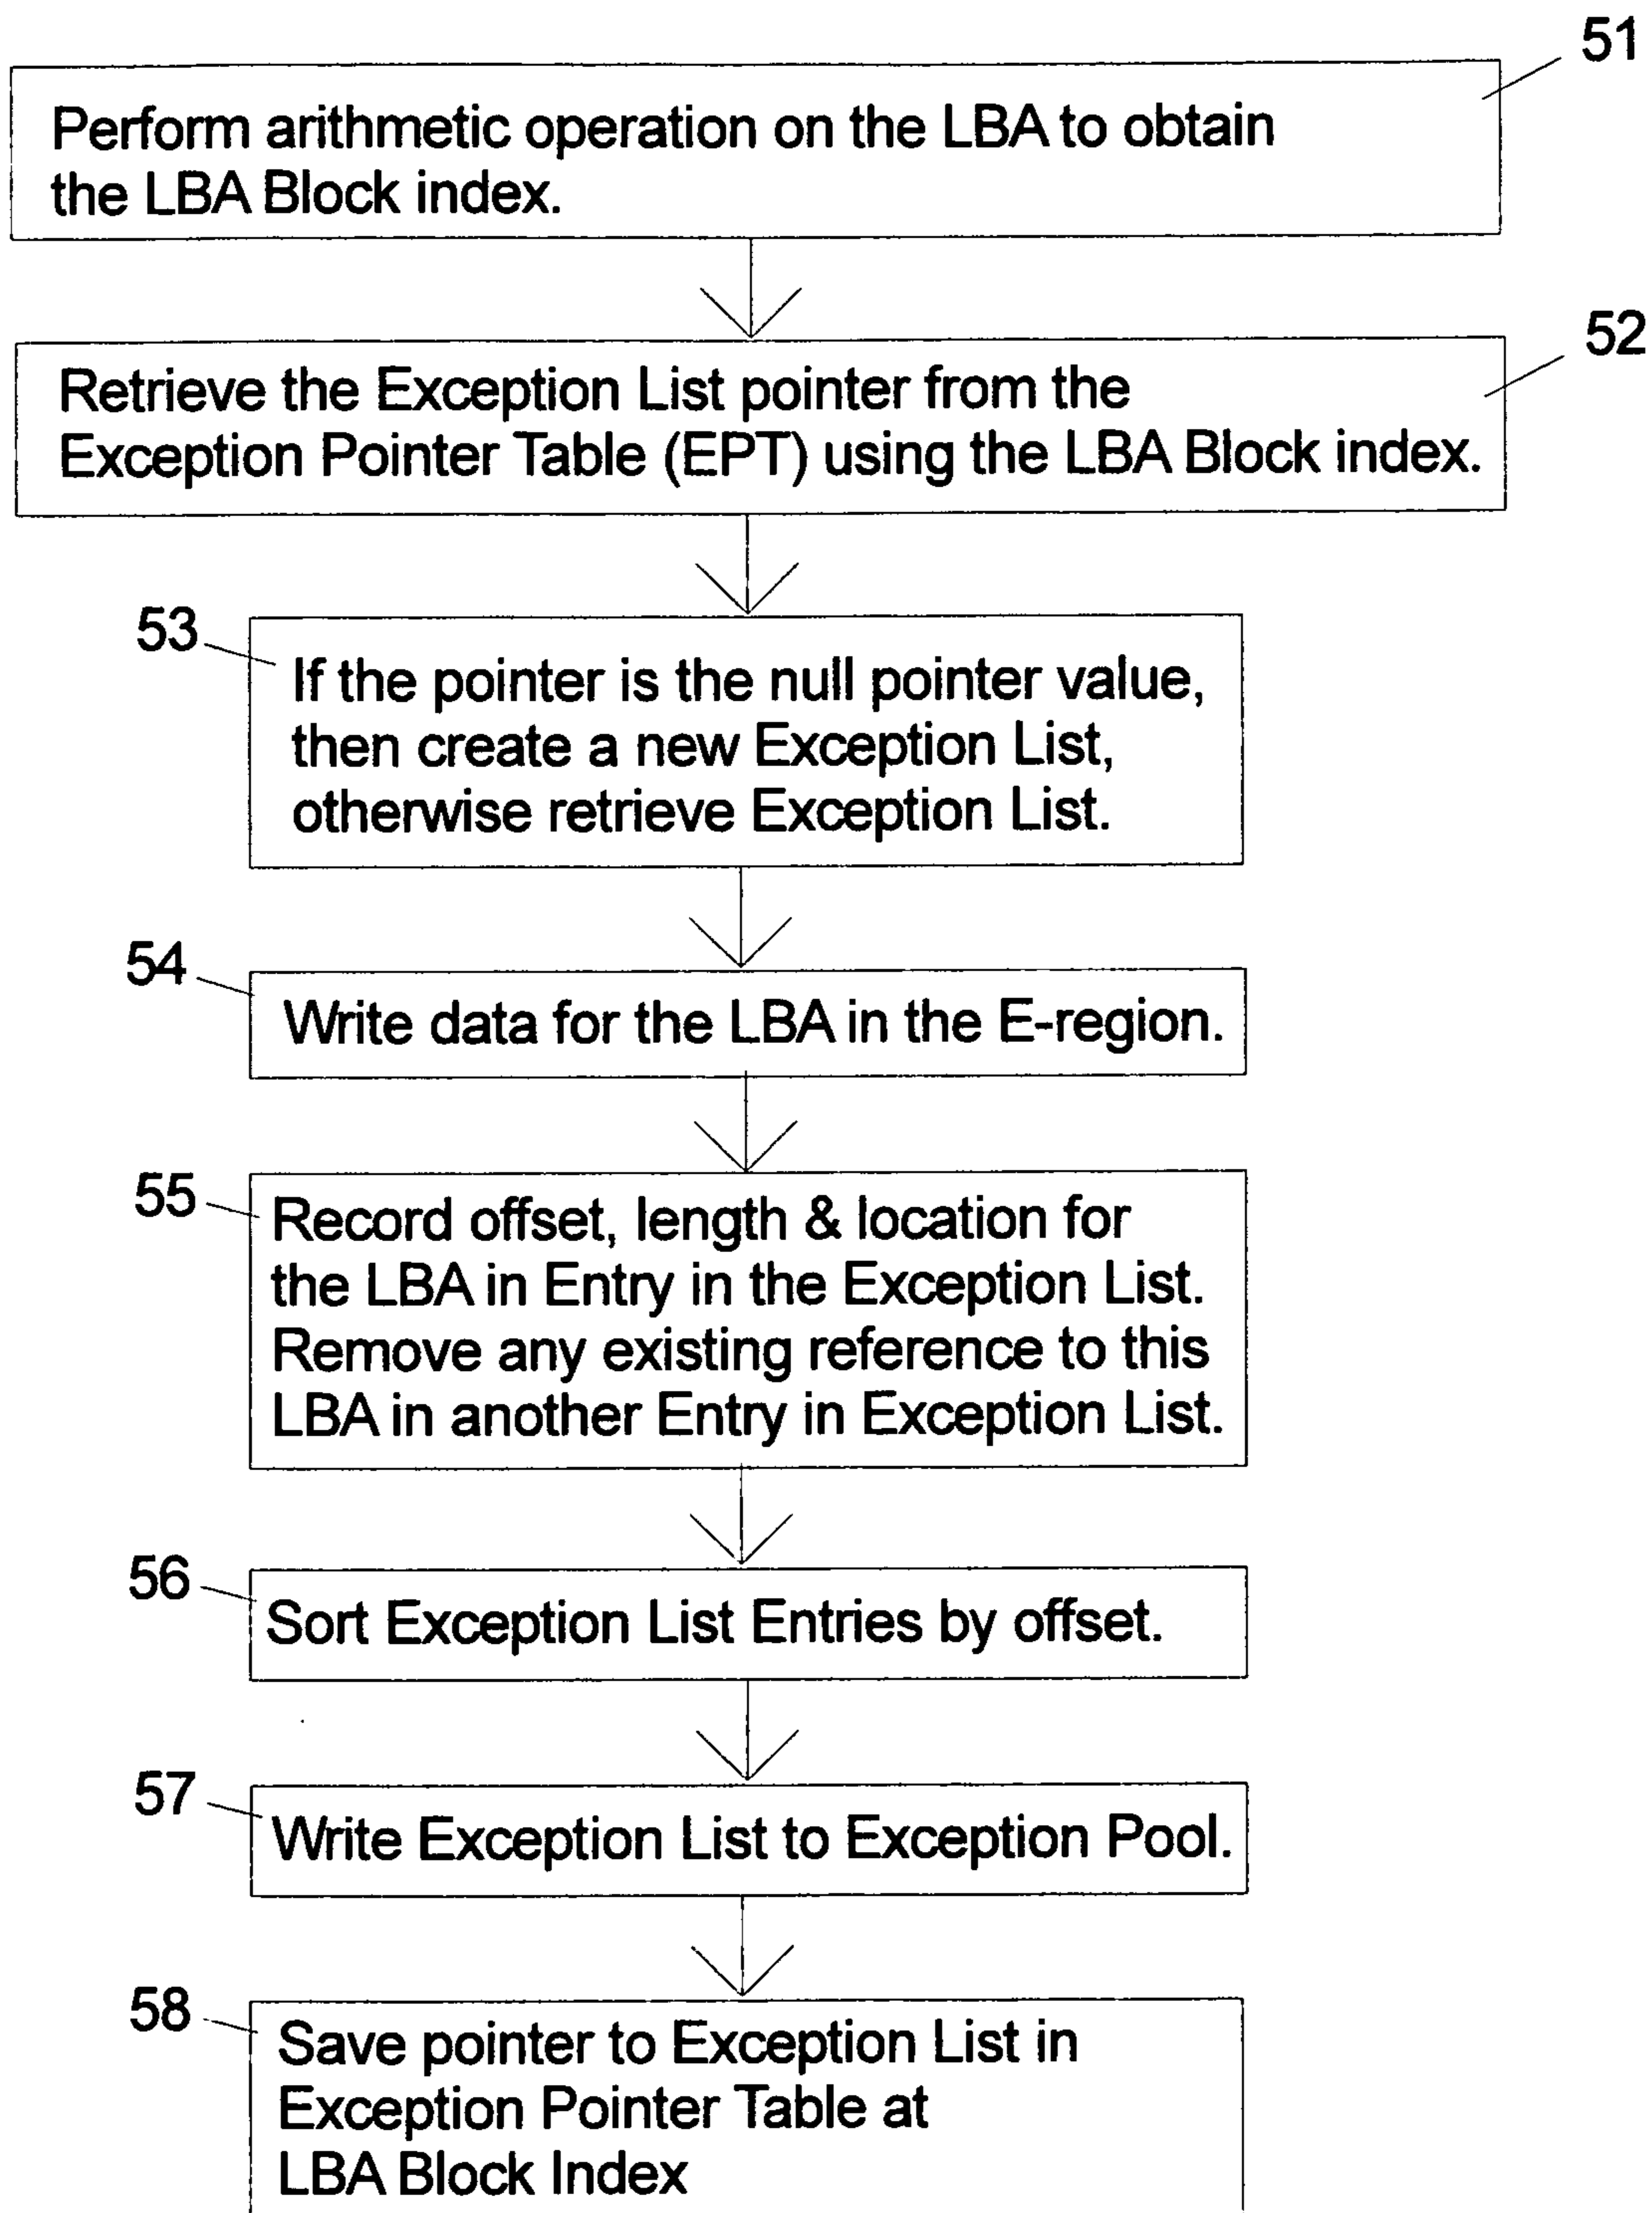 51
Perform arithmetic operation on the LBA to obtain
the LBA Block index.
52
Retrieve the Exception List pointer from the
Exception Pointer Table (EPT) using the LBA Block index.
53
If the pointer is the null pointer value,
then create a new Exception List,
otherwise retrieve Exception List.
54
Write data for the LBA in the E-region.
55
Record offset, length & location for
the LBA in Entry in the Exception List.
Remove any existing reference to this
LBA in another Entry in Exception List.
56
Sort Exception List Entries by offset.
57
Write Exception List to Exception Pool.
58
Save pointer to Exception List in
Exception Pointer Table at
LBA Block Index